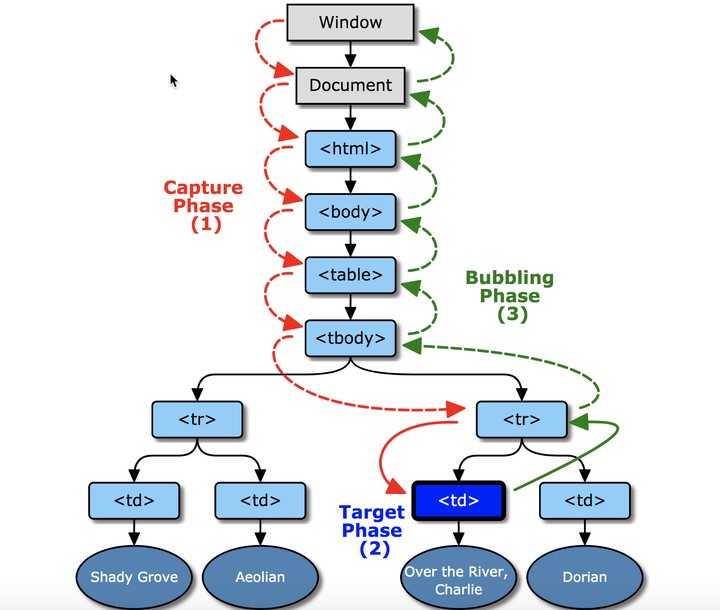 Window
Document
<html>
<body>
<table>
<tbody>
Capture
Phase
(1)
Bubbling
Phase
(3)
<tr>
<tr>
<td>
<td>
<td>
<td>
Target
Phase
(2)
Shady Grove
Aeolian
Over the River,
Charlie
Dorian